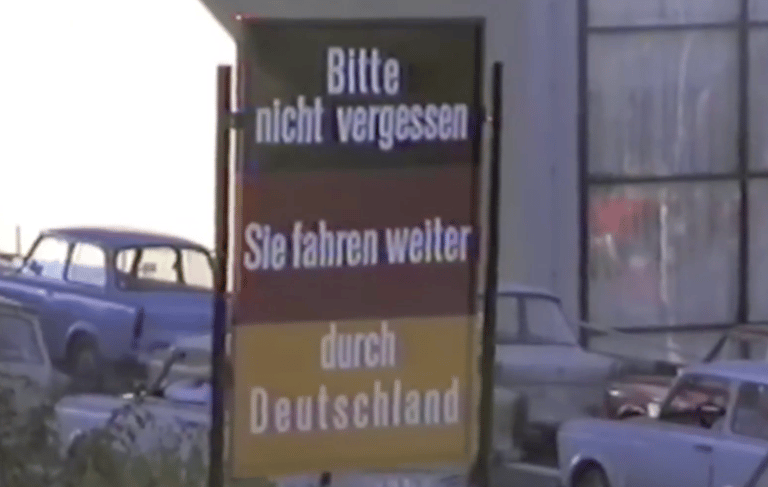 Bitte
nicht vergessen
Sie fahren weiter
durch
Deutschland